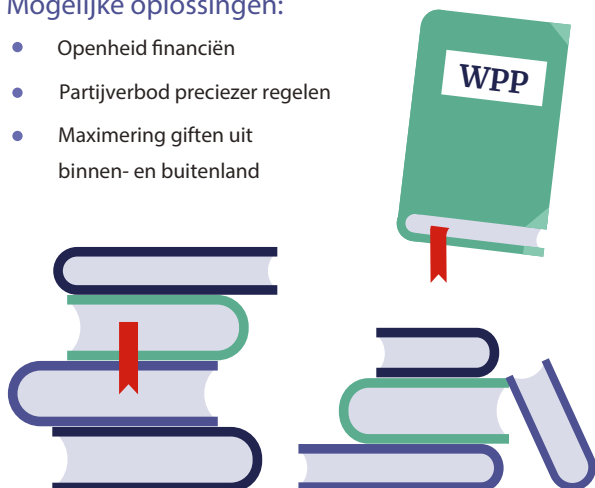 Mogelijke oplossingen:
Openheid financiën
Partijverbod preciezer regelen
Maximering giften uit
binnen- en buitenland
WPP